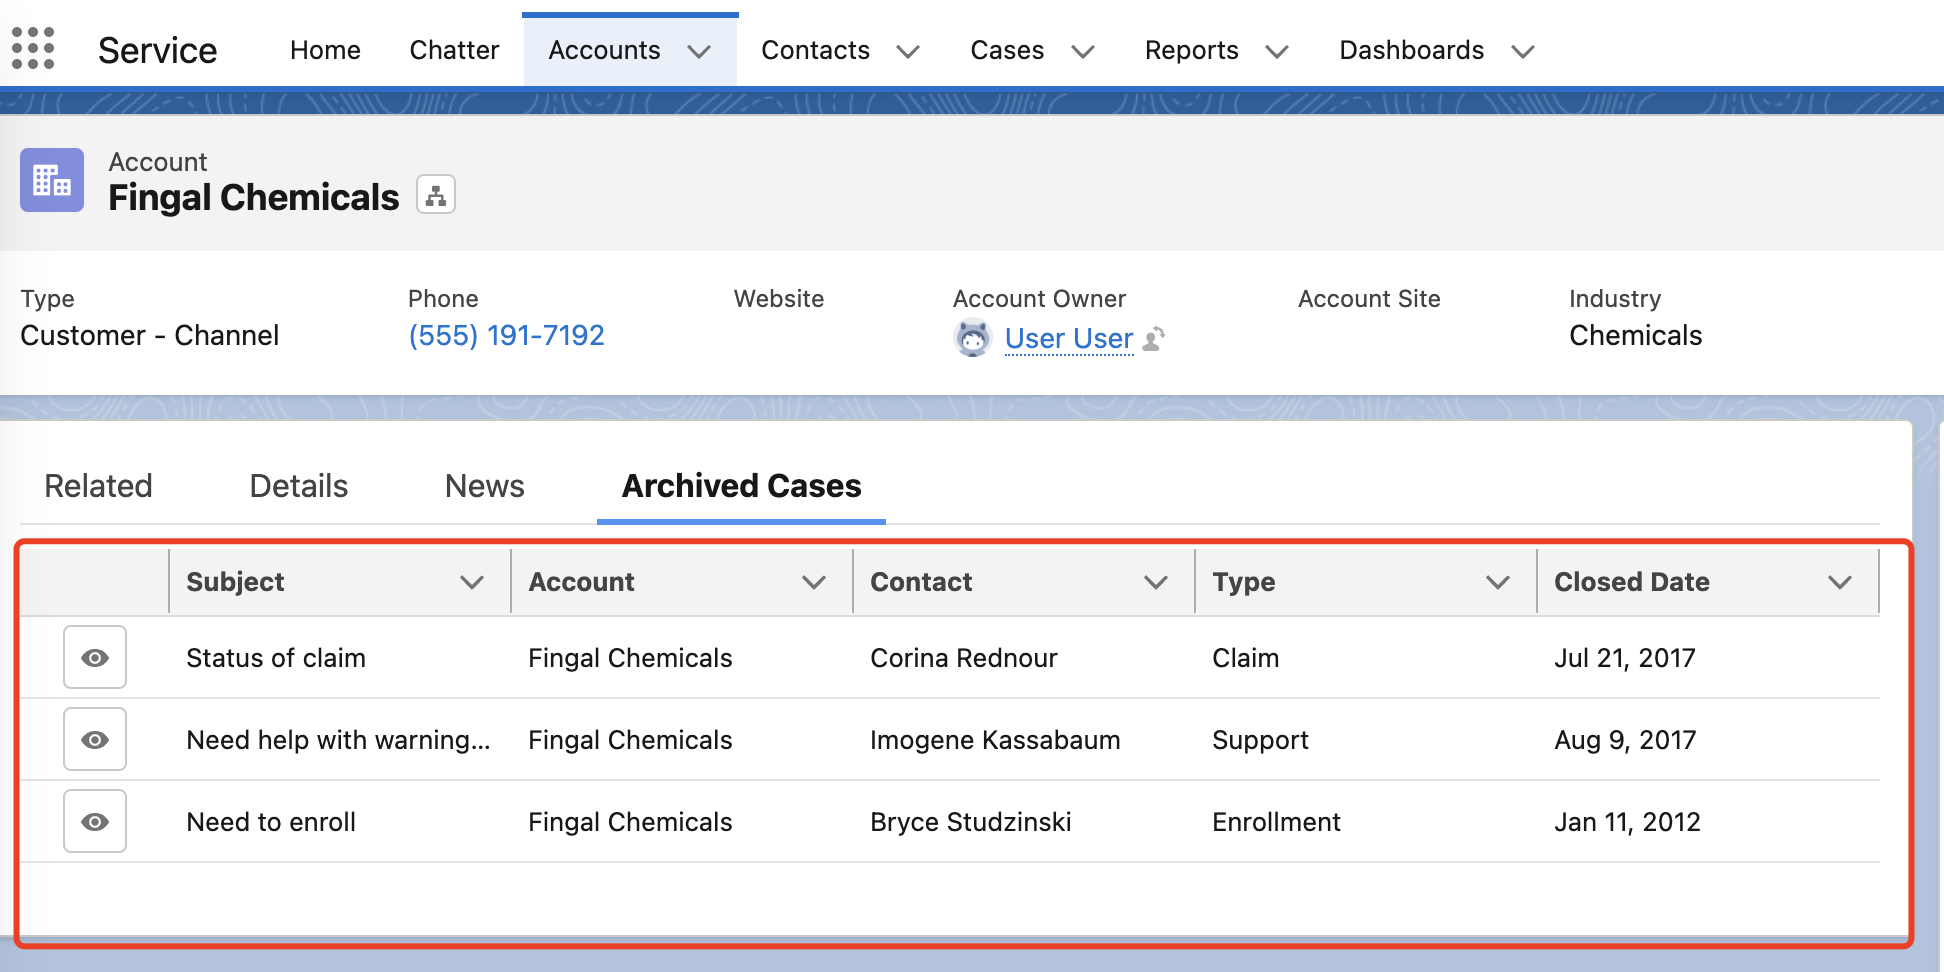 Service Home Chatter Accounts Contacts Cases Reports Dashboards
Account
Fingal Chemicals
Type Phone Website Account Owner Account Site Industry
Customer - Channel (555) 191-7192 User User Chemicals
Related Details News Archived Cases
Subject Account Contact Type Closed Date
Status of claim Fingal Chemicals Corina Rednour Claim Jul 21, 2017
Need help with warning... Fingal Chemicals Imogene Kassabaum Support Aug 9, 2017
Need to enroll Fingal Chemicals Bryce Studzinski Enrollment Jan 11, 2012